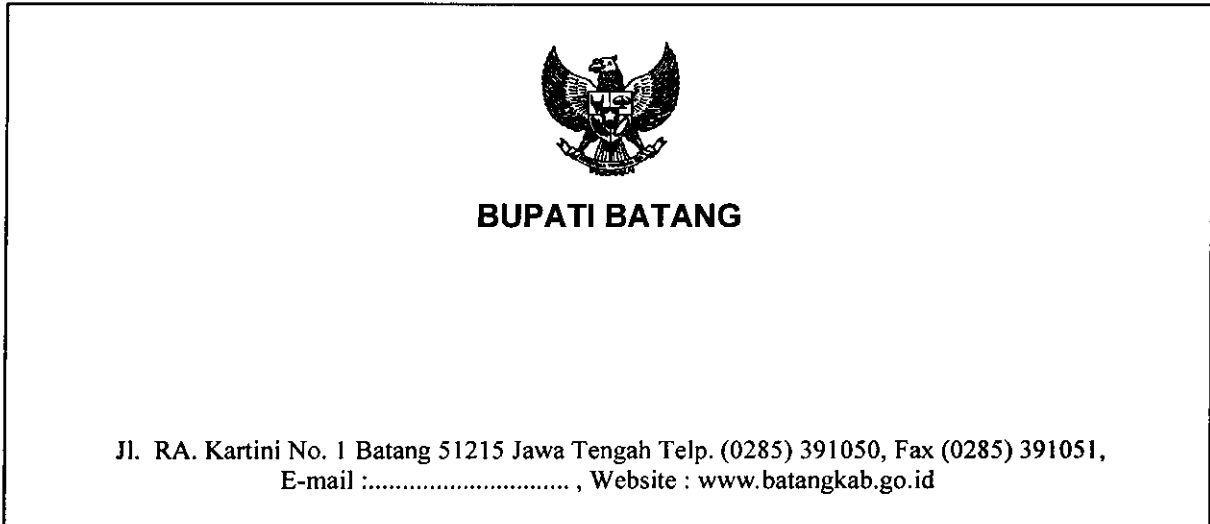 BUPATI BATANG
Jl. RA. Kartini No. 1 Batang 51215 Jawa Tengah Telp. (0285) 391050, Fax (0285) 391051,
E-mail :.............................. , Website : www.batangkab.go.id